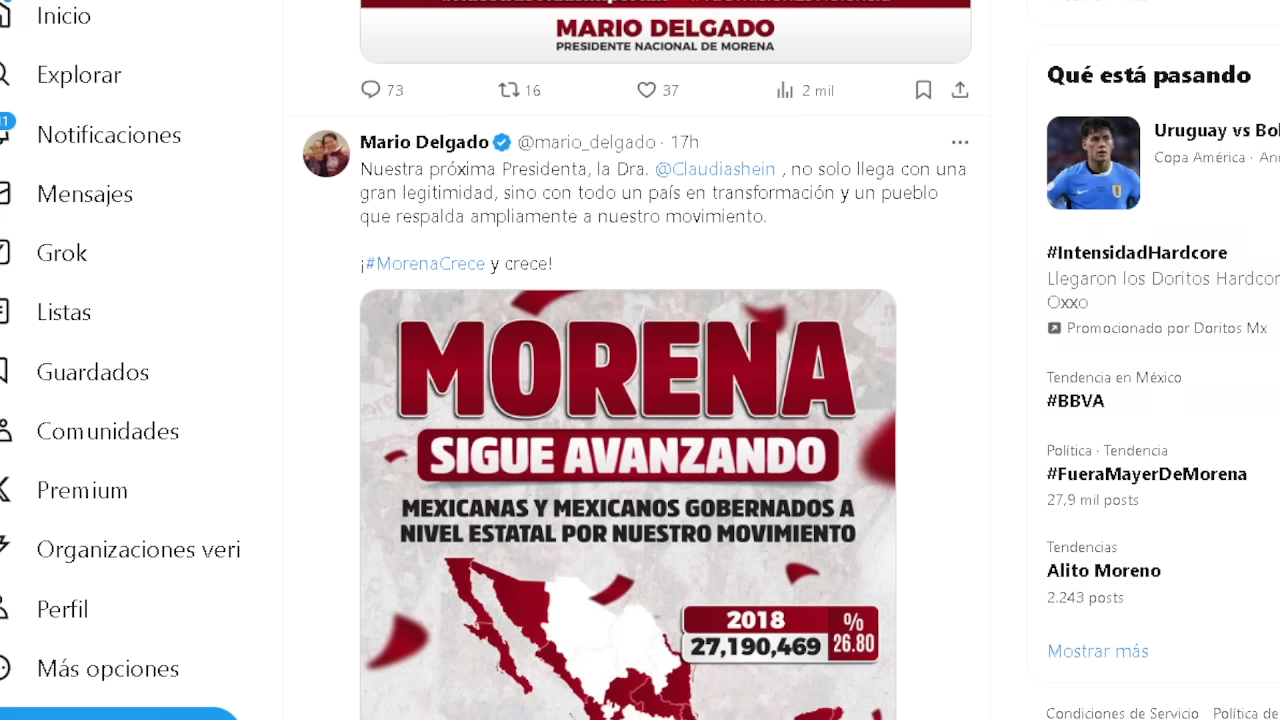 Inicio
Explorar
Notificaciones
Mensajes
Grok
Listas
Guardados
Comunidades
Premium
Organizaciones veri
Perfil
Más opciones
MARIO DELGADO
PRESIDENTE NACIONAL DE MORENA
73
16
37
2 mil
Mario Delgado @mario_delgado · 17h
Nuestra próxima Presidenta, la Dra. @Claudiashein , no solo llega con una
gran legitimidad, sino con todo un país en transformación y un pueblo
que respalda ampliamente a nuestro movimiento.
¡#MorenaCrece y crece!
MORENA
SIGUE AVANZANDO
MEXICANAS Y MEXICANOS GOBERNADOS A
NIVEL ESTATAL POR NUESTRO MOVIMIENTO
2018
27,190,469
%
26.80
Qué está pasando
Uruguay vs Bol
Copa América ·
#IntensidadHardcore
Llegaron los Doritos Hardcor
Oxxo
Promocionado por Doritos Mx
Tendencia en México
#BBVA
Política · Tendencia
#FueraMayerDeMorena
27,9 mil posts
Tendencias
Alito Moreno
2.243 posts
Mostrar más
Condiciones de Servicio Política de